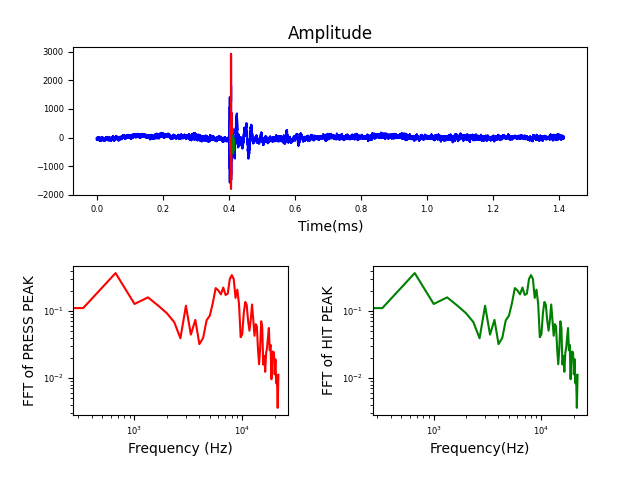 Amplitude
3000
2000
1000
0
−1000
−2000
0.0 0.2 0.4 0.6 0.8 1.0 1.2 1.4
Time(ms)
FFT of PRESS PEAK
10⁻¹
10⁻²
10³ 10⁴
Frequency (Hz)
FFT of HIT PEAK
10⁻¹
10⁻²
10³ 10⁴
Frequency(Hz)